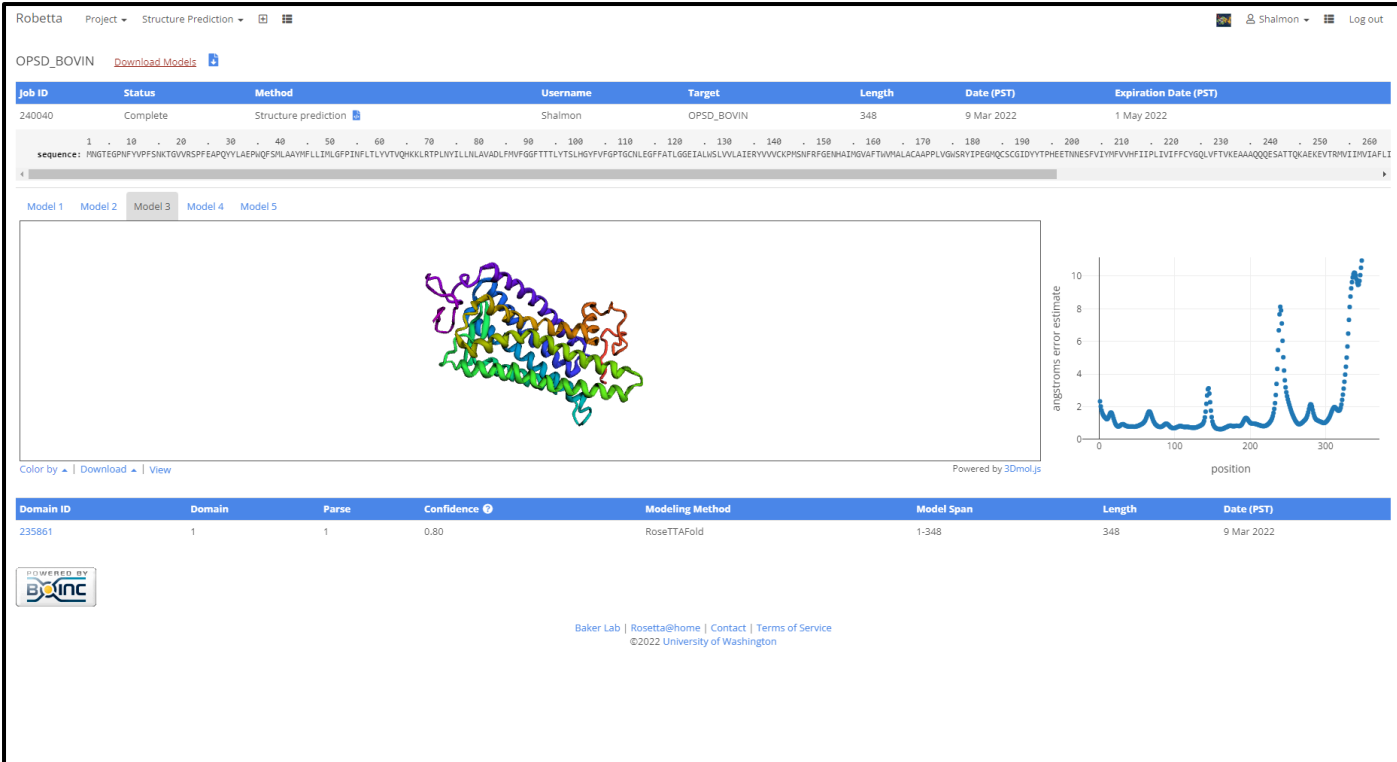 Robetta Project Structure Prediction Shalmon Log out
OPSD_BOVIN Download Models
Job ID Status Method Username Target Length Date (PST) Expiration Date (PST)
240040 Complete Structure prediction Shalmon OPSD_BOVIN 348 9 Mar 2022 1 May 2022
1 . 10 . 20 . 30 . 40 . 50 . 60 . 70 . 80 . 90 . 100 . 110 . 120 . 130 . 140 . 150 . 160 . 170 . 180 . 190 . 200 . 210 . 220 . 230 . 240 . 250 . 260
sequence: MNGTEGPNFYVPFSNKTGVVRSPFEAPQYYLAEPWQFSMLAAYMFLLIMLGFPINFLTLYVTVQHKKLRTPLNYILLNLAVADLFMVFGGFTTTLYTSLHGYFVFGPTGCNLEGFFATLGGEIALWSLVVLAIERYVVVCKPMSNFRFGENHAIMGVAFTWVMALACAAPPLVGWSRYIPEGMQCSCGIDYYTPHEETNNESFVIYMFVVHFIIPLIVIFFCYGQLVFTVKEAAAQQQESATTQKAEKEVTRMVIIMVIAFLI
Model 1 Model 2 Model 3 Model 4 Model 5
angstroms error estimate
10
8
6
4
2
0
0 100 200 300
position
Color by | Download | View Powered by 3Dmol.js
Domain ID Domain Parse Confidence ? Modeling Method Model Span Length Date (PST)
235861 1 1 0.80 RoseTTAFold 1-348 348 9 Mar 2022
POWERED BY
BOINC
Baker Lab | Rosetta@home | Contact | Terms of Service
©2022 University of Washington